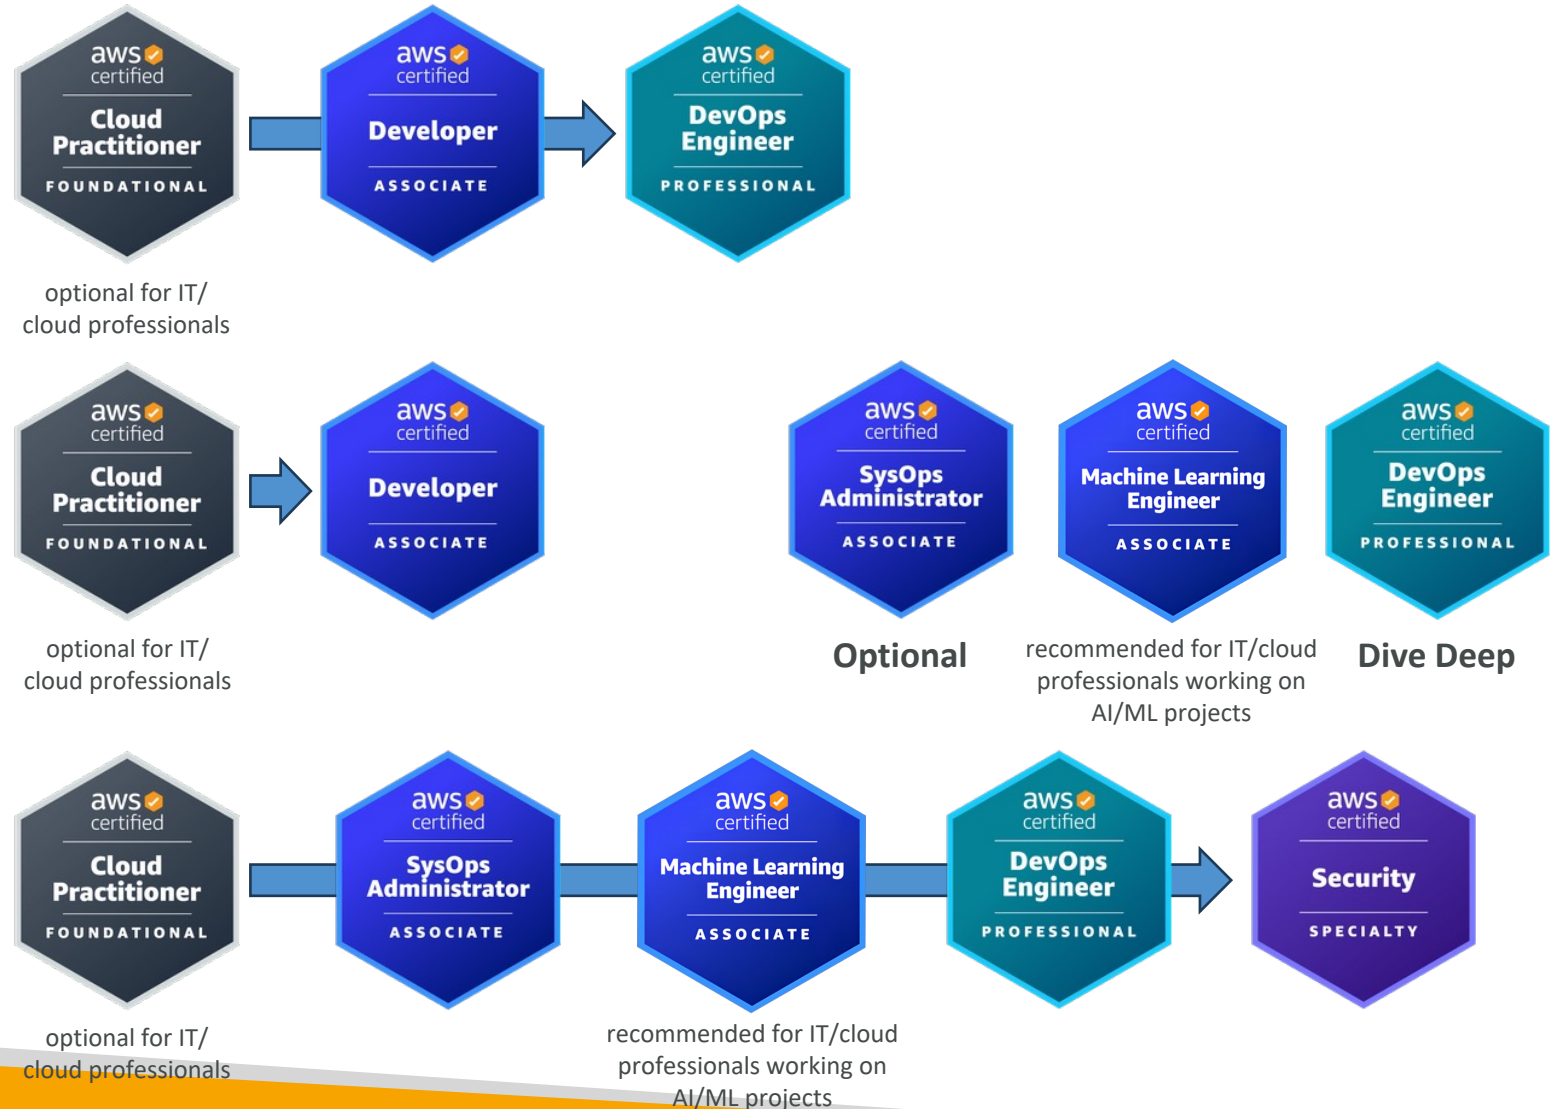 aws
certified
Cloud
Practitioner
FOUNDATIONAL
optional for IT/
cloud professionals
aws
certified
Developer
ASSOCIATE
aws
certified
DevOps
Engineer
PROFESSIONAL
aws
certified
Cloud
Practitioner
FOUNDATIONAL
optional for IT/
cloud professionals
aws
certified
Developer
ASSOCIATE
aws
certified
SysOps
Administrator
ASSOCIATE
Optional
aws
certified
Machine Learning
Engineer
ASSOCIATE
recommended for IT/cloud
professionals working on
AI/ML projects
aws
certified
DevOps
Engineer
PROFESSIONAL
Dive Deep
aws
certified
Cloud
Practitioner
FOUNDATIONAL
optional for IT/
cloud professionals
aws
certified
SysOps
Administrator
ASSOCIATE
aws
certified
Machine Learning
Engineer
ASSOCIATE
recommended for IT/cloud
professionals working on
AI/ML projects
aws
certified
DevOps
Engineer
PROFESSIONAL
aws
certified
Security
SPECIALTY